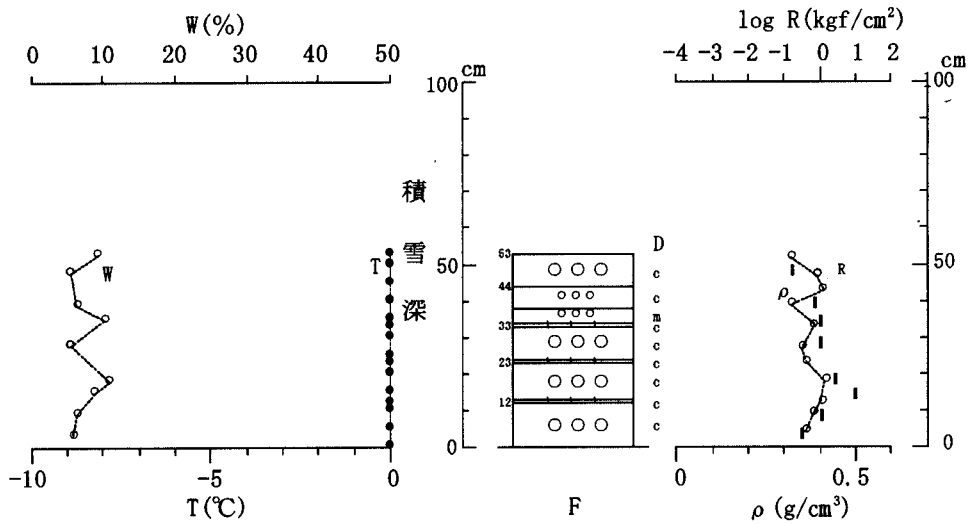 W(%)
0 10 20 30 40 50
cm
100
50
0
積雪深
W
T
-10 -5 0
T(℃)
53
44
33
23
12
D
c
c
m
c
c
c
c
c
F
log R(kgf/cm²)
-4 -3 -2 -1 0 1 2
cm
100
50
0
R
ρ
0 0.5
ρ (g/cm³)